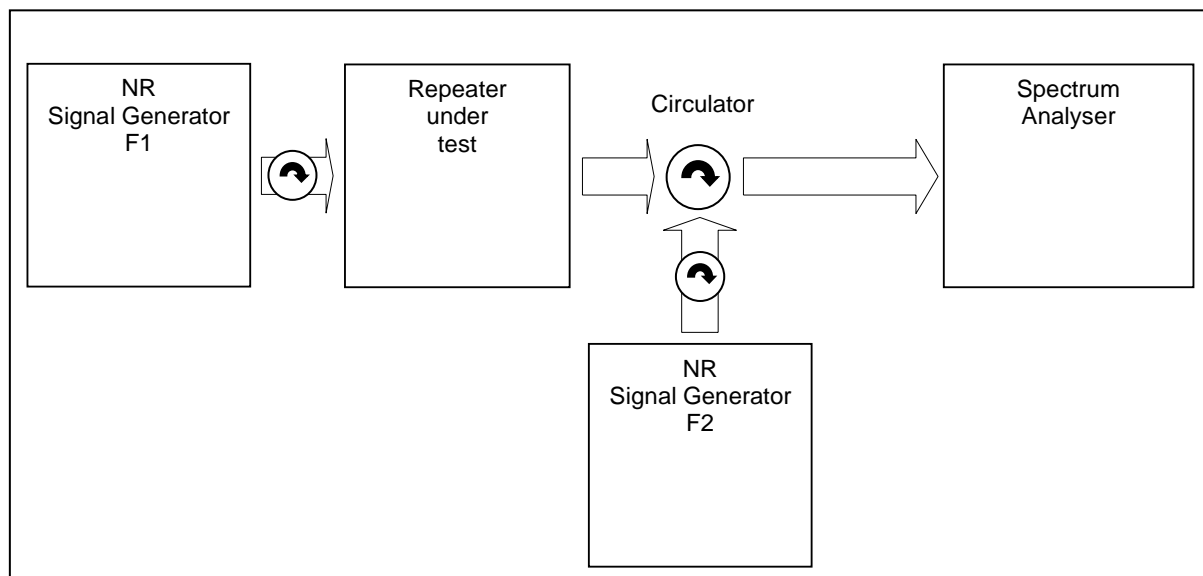 NR
Signal Generator
F1
Repeater
under
test
Circulator
Spectrum
Analyser
NR
Signal Generator
F2